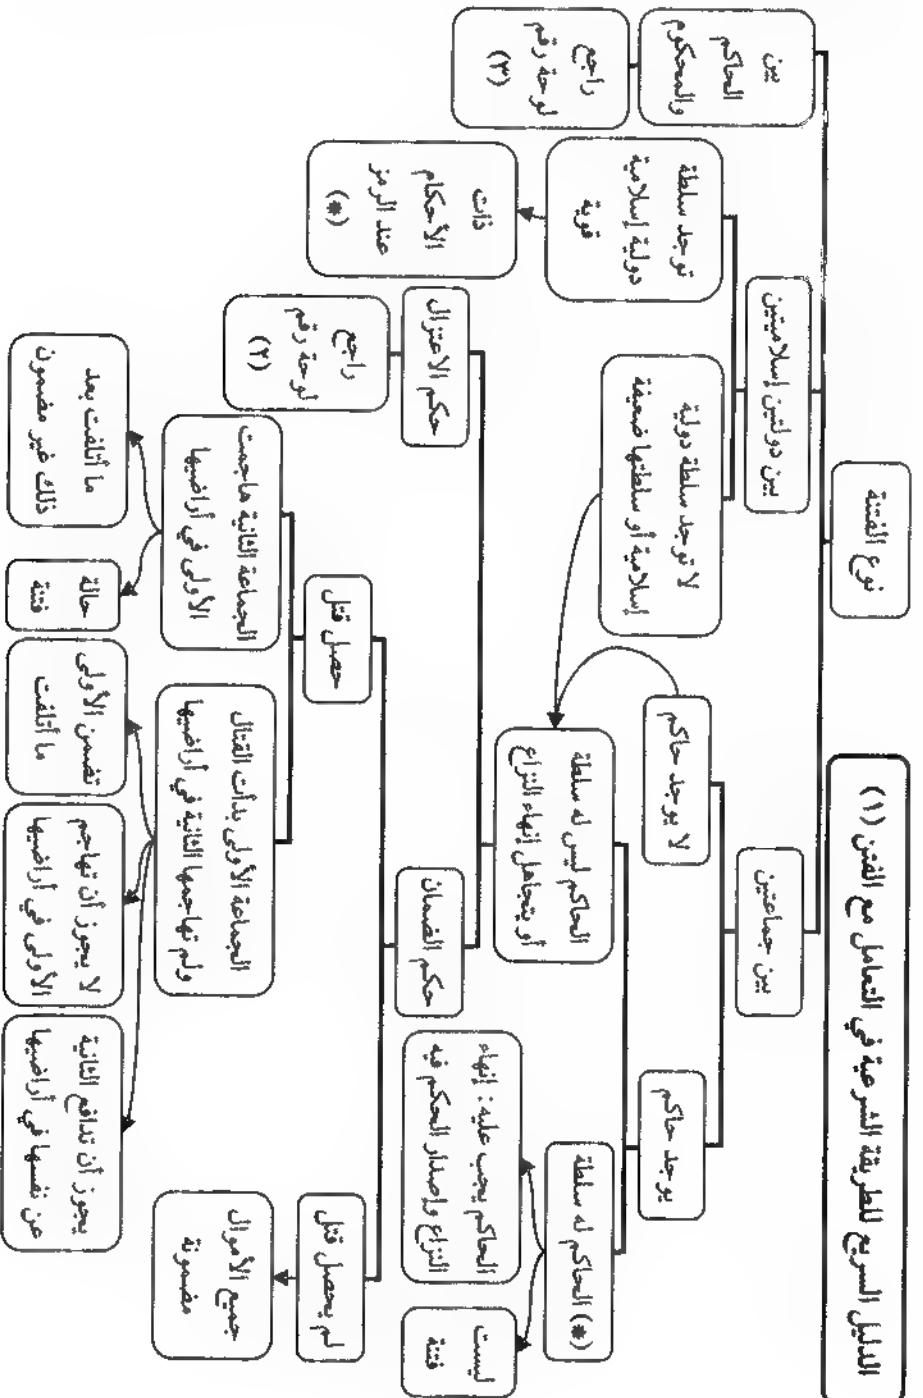 الدليل السريع للطريقة الشرعية في التعامل مع الفتن (١)
نوع الفتنة
بين جماعتين
بين دولتين إسلاميتين
بين
الحاكم
والمحكوم
راجع
لوحة رقم
(٣)
يوجد حاكم
لا يوجد حاكم
لا توجد سلطة دولية
إسلامية أو سلطتها ضعيفة
توجد سلطة
دولية إسلامية
قوية
ذات
الأحكام
عند الرمز
(*)
(*) الحاكم له سلطة
الحاكم ليس له سلطة
أو يتجاهل إنهاء النزاع
ليست
فتنة
الحاكم يجب عليه: إنهاء
النزاع وإصدار الحكم فيه
حكم الضمان
حكم الاعتزال
راجع
لوحة رقم
(٢)
لم يحصل قتل
جميع الأموال
مضمونة
حصل قتل
الجماعة الأولى بدأت القتال
ولم تهاجمها الثانية في أراضيها
الجماعة الثانية هاجمت
الأولى في أراضيها
يجوز أن تدافع الثانية
عن نفسها في أراضيها
لا يجوز أن تهاجم
الأولى في أراضيها
تضمن الأولى
ما أتلفت
حالة
فتنة
ما أتلفت بعد
ذلك غير مضمون